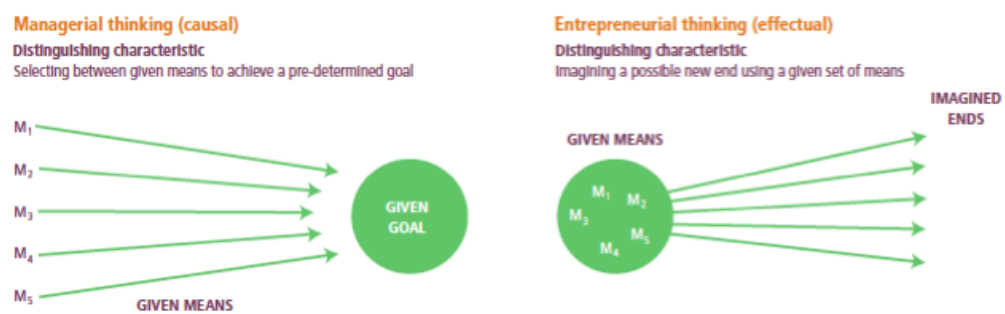 Managerial thinking (causal)
Distinguishing characteristic
Selecting between given means to achieve a pre-determined goal
M1
M2
M3
M4
M5
GIVEN MEANS
GIVEN
GOAL
Entrepreneurial thinking (effectual)
Distinguishing characteristic
Imagining a possible new end using a given set of means
GIVEN MEANS
M1
M2
M3
M5
M4
IMAGINED
ENDS